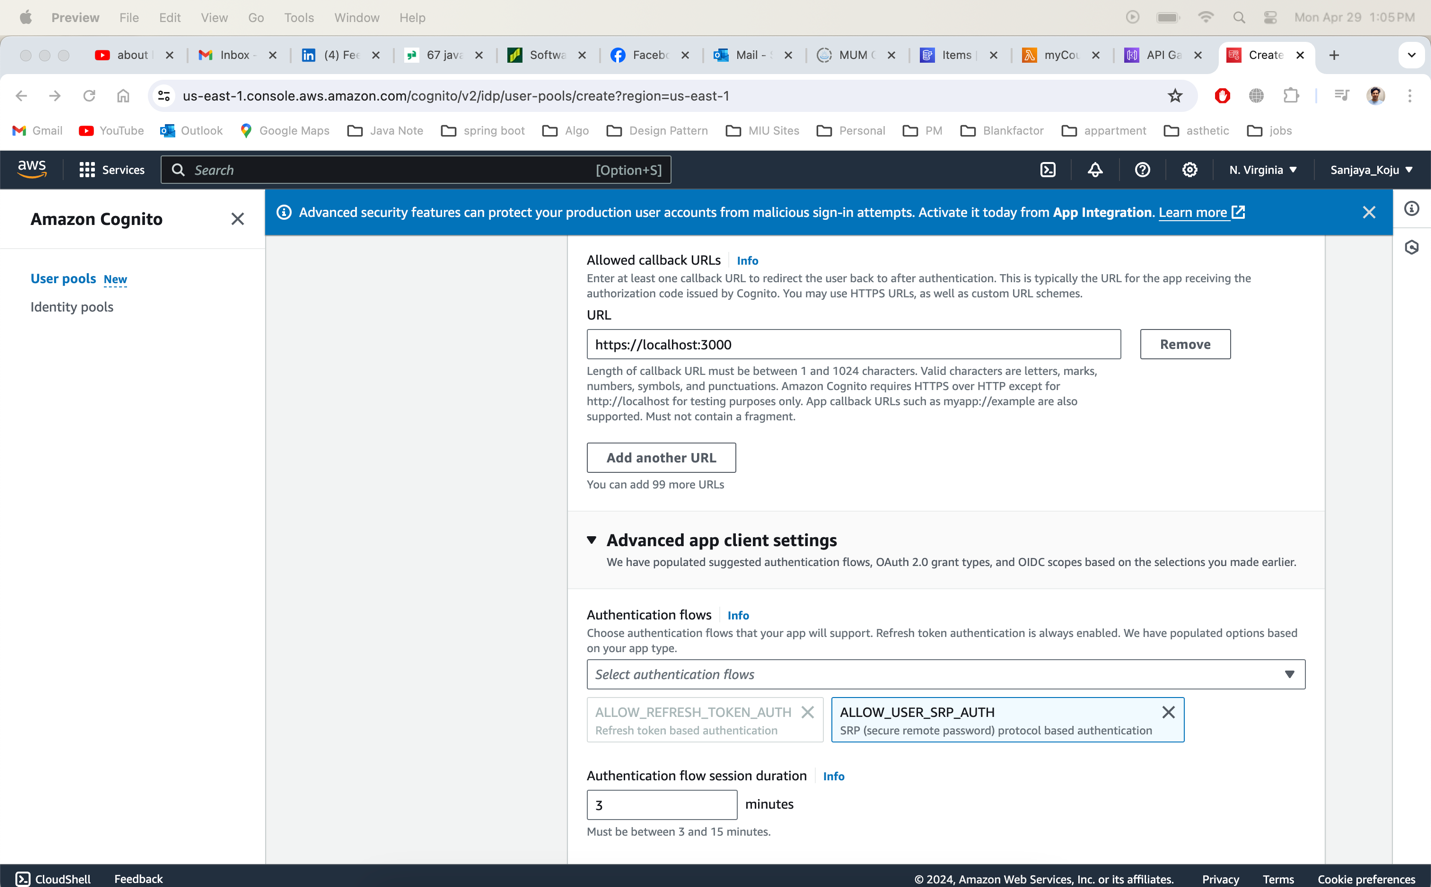 Preview File Edit View Go Tools Window Help Mon Apr 29 1:05 PM
about Inbox (4) Fee 67 java Softwa Facebo Mail - MUM Items myCou API Ga Create
us-east-1.console.aws.amazon.com/cognito/v2/idp/user-pools/create?region=us-east-1
Gmail YouTube Outlook Google Maps Java Note spring boot Algo Design Pattern MIU Sites Personal PM Blankfactor appartment asthetic jobs
aws Services Search [Option+S] N. Virginia Sanjaya_Koju
Amazon Cognito
Advanced security features can protect your production user accounts from malicious sign-in attempts. Activate it today from App Integration. Learn more
User pools New
Identity pools
Allowed callback URLs Info
Enter at least one callback URL to redirect the user back to after authentication. This is typically the URL for the app receiving the
authorization code issued by Cognito. You may use HTTPS URLs, as well as custom URL schemes.
URL
https://localhost:3000 Remove
Length of callback URL must be between 1 and 1024 characters. Valid characters are letters, marks,
numbers, symbols, and punctuations. Amazon Cognito requires HTTPS over HTTP except for
http://localhost for testing purposes only. App callback URLs such as myapp://example are also
supported. Must not contain a fragment.
Add another URL
You can add 99 more URLs
Advanced app client settings
We have populated suggested authentication flows, OAuth 2.0 grant types, and OIDC scopes based on the selections you made earlier.
Authentication flows Info
Choose authentication flows that your app will support. Refresh token authentication is always enabled. We have populated options based
on your app type.
Select authentication flows
ALLOW_REFRESH_TOKEN_AUTH
Refresh token based authentication
ALLOW_USER_SRP_AUTH
SRP (secure remote password) protocol based authentication
Authentication flow session duration Info
3 minutes
Must be between 3 and 15 minutes.
CloudShell Feedback © 2024, Amazon Web Services, Inc. or its affiliates. Privacy Terms Cookie preferences